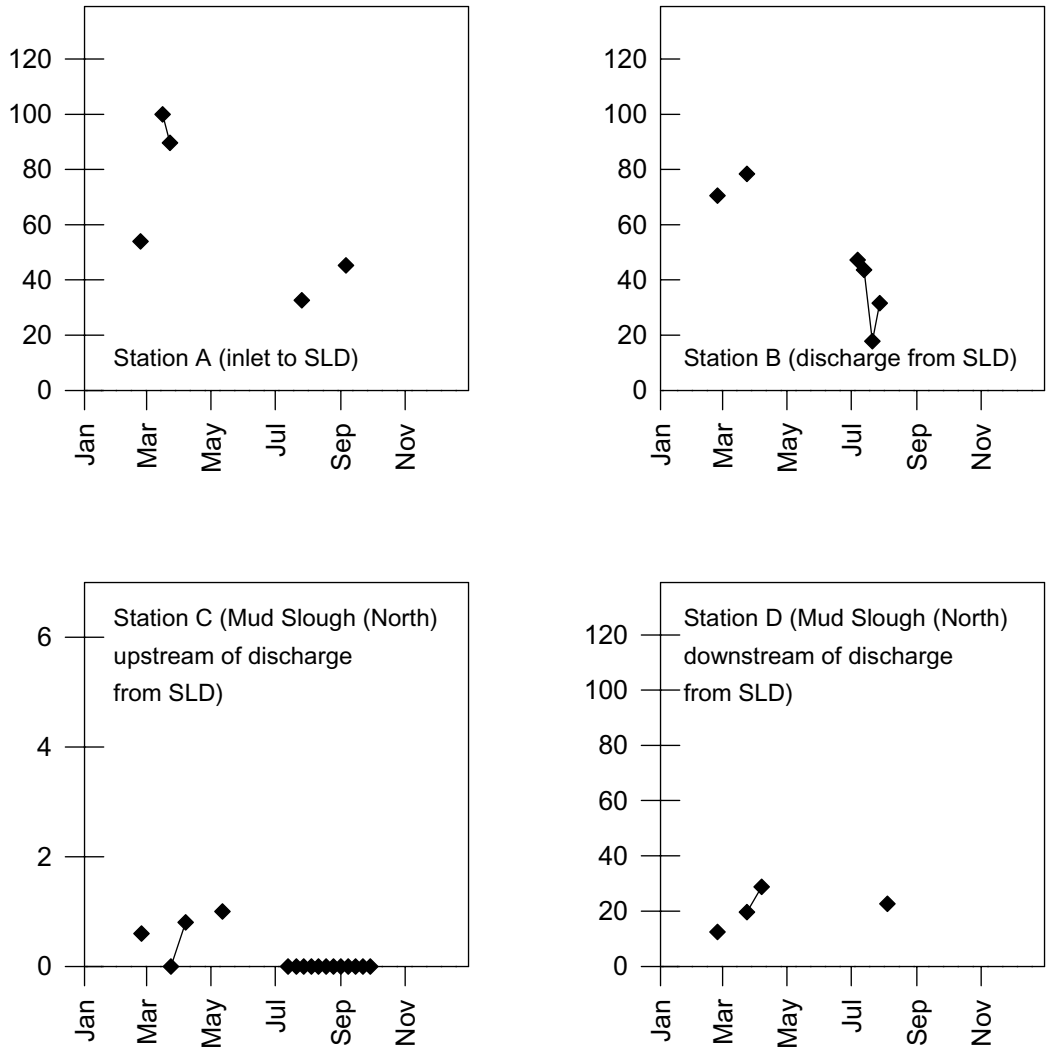 120
100
80
60
40
20
0
Station A (inlet to SLD)
Jan Mar May Jul Sep Nov
120
100
80
60
40
20
0
Station B (discharge from SLD)
Jan Mar May Jul Sep Nov
6
4
2
0
Station C (Mud Slough (North)
upstream of discharge
from SLD)
Jan Mar May Jul Sep Nov
120
100
80
60
40
20
0
Station D (Mud Slough (North)
downstream of discharge
from SLD)
Jan Mar May Jul Sep Nov